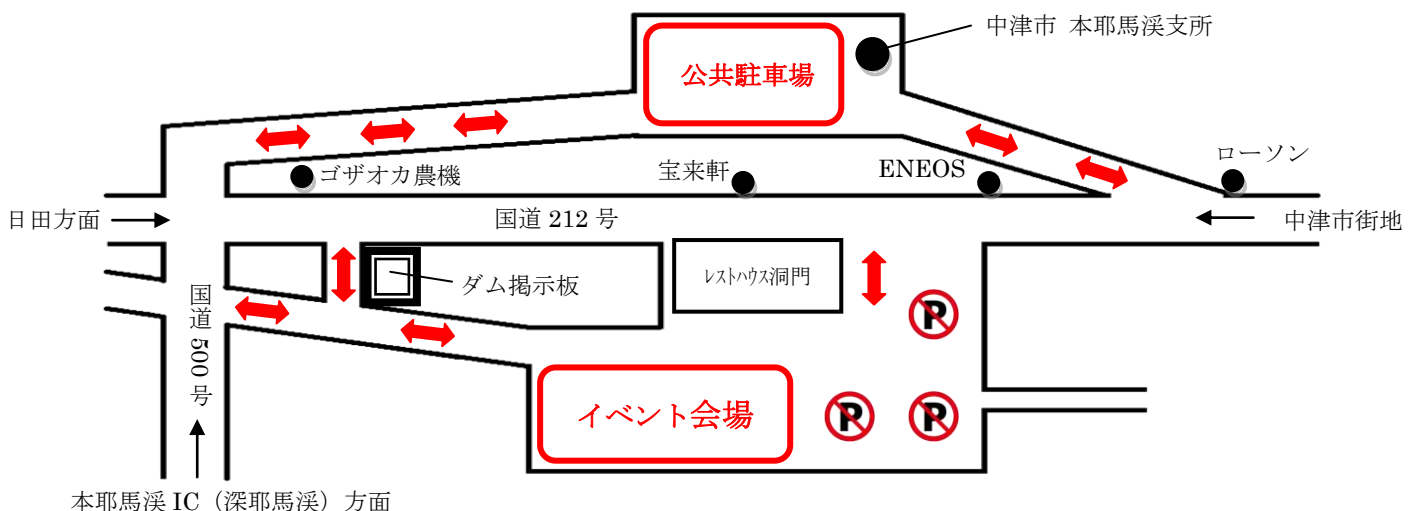 中津市 本耶馬渓支所
公共駐車場
ローソン
ゴザオカ農機
宝来軒
ENEOS
日田方面
国道 212 号
中津市街地
レストハウス洞門
ダム掲示板
国道 500 号
P
イベント会場
P
P
本耶馬渓 IC（深耶馬渓）方面